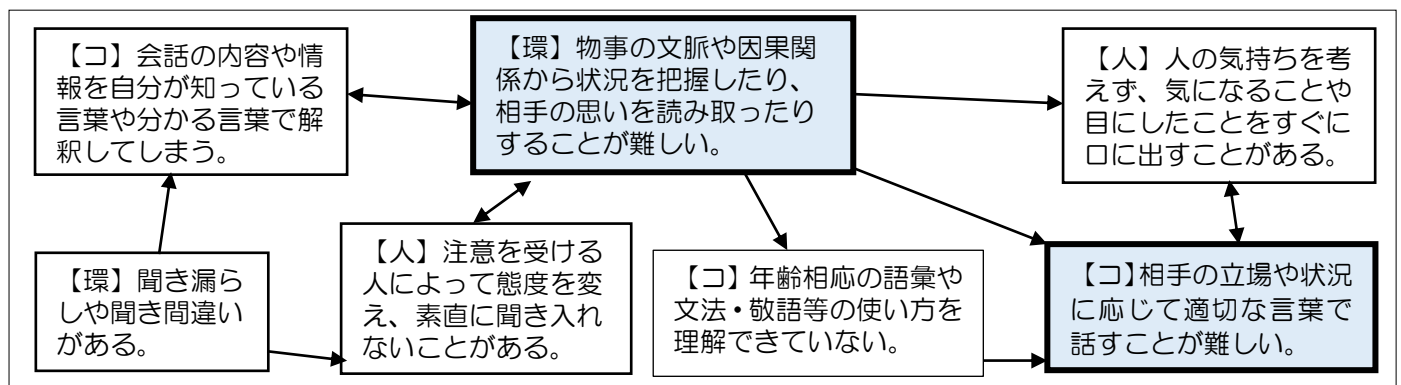 【コ】会話の内容や情
報を自分が知っている
言葉や分かる言葉で解
釈してしまう。
【環】物事の文脈や因果関
係から状況を把握したり、
相手の思いを読み取ったり
することが難しい。
【人】人の気持ちを考
えず、気になることや
目にしたことをすぐに
口に出すことがある。
【環】聞き漏ら
しや聞き間違い
がある。
【人】注意を受ける
人によって態度を変
え、素直に聞き入れ
ないことがある。
【コ】年齢相応の語彙や
文法・敬語等の使い方を
理解できていない。
【コ】相手の立場や状況
に応じて適切な言葉で
話すことが難しい。